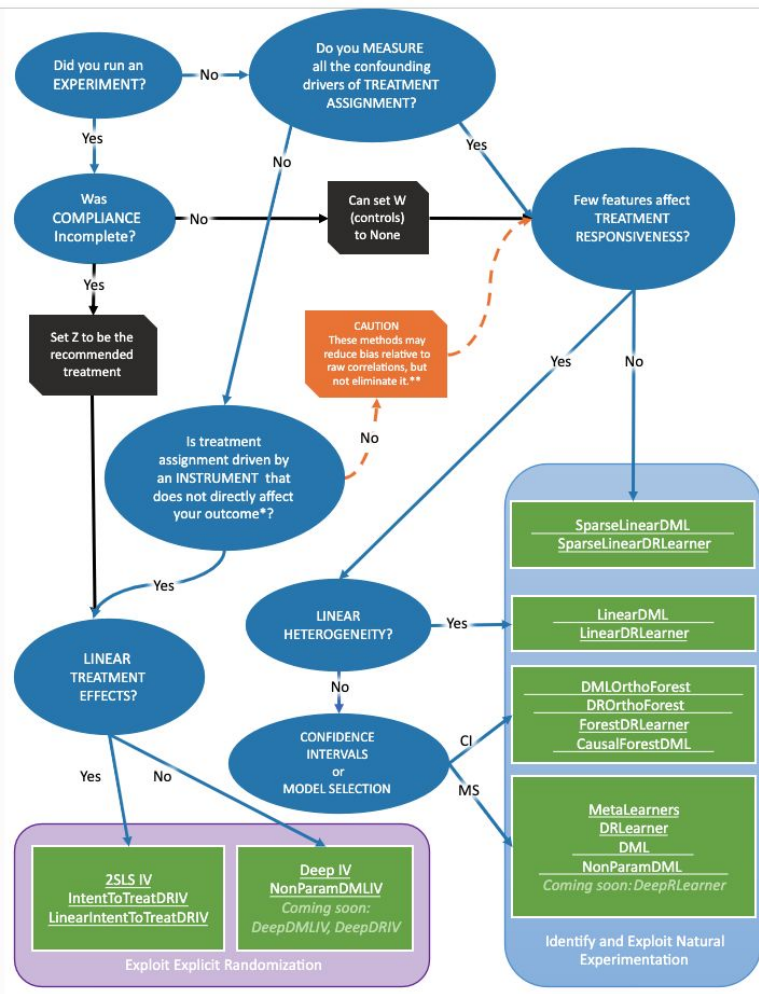 Did you run an
EXPERIMENT?
No
Do you MEASURE
all the confounding
drivers of TREATMENT
ASSIGNMENT?
Yes
No
Yes
Was
COMPLIANCE
Incomplete?
No
Can set W
(controls)
to None
Few features affect
TREATMENT
RESPONSIVENESS?
Yes
Set Z to be the
recommended
treatment
CAUTION
These methods may
reduce bias relative to
raw correlations, but
not eliminate it.**
Yes
No
No
Is treatment
assignment driven by
an INSTRUMENT that
does not directly affect
your outcome*?
Yes
SparseLinearDML
SparseLinearDRLearner
LINEAR
HETEROGENEITY?
Yes
LinearDML
LinearDRLearner
LINEAR
TREATMENT
EFFECTS?
No
CONFIDENCE
INTERVALS
or
MODEL SELECTION
CI
MS
DMLOrthoForest
DROrthoForest
ForestDRLearner
CausalForestDML
Yes
No
MetaLearners
DRLearner
DML
NonParamDML
Coming soon: DeepRLearner
2SLS IV
IntentToTreatDRIV
LinearIntentToTreatDRIV
Deep IV
NonParamDMLIV
Coming soon:
DeepDMLIV, DeepDRIV
Exploit Explicit Randomization
Identify and Exploit Natural
Experimentation